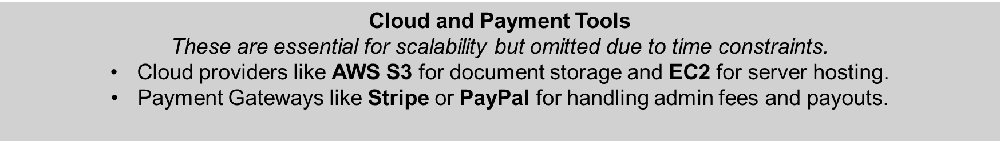 Cloud and Payment Tools
These are essential for scalability but omitted due to time constraints.
• Cloud providers like AWS S3 for document storage and EC2 for server hosting.
• Payment Gateways like Stripe or PayPal for handling admin fees and payouts.